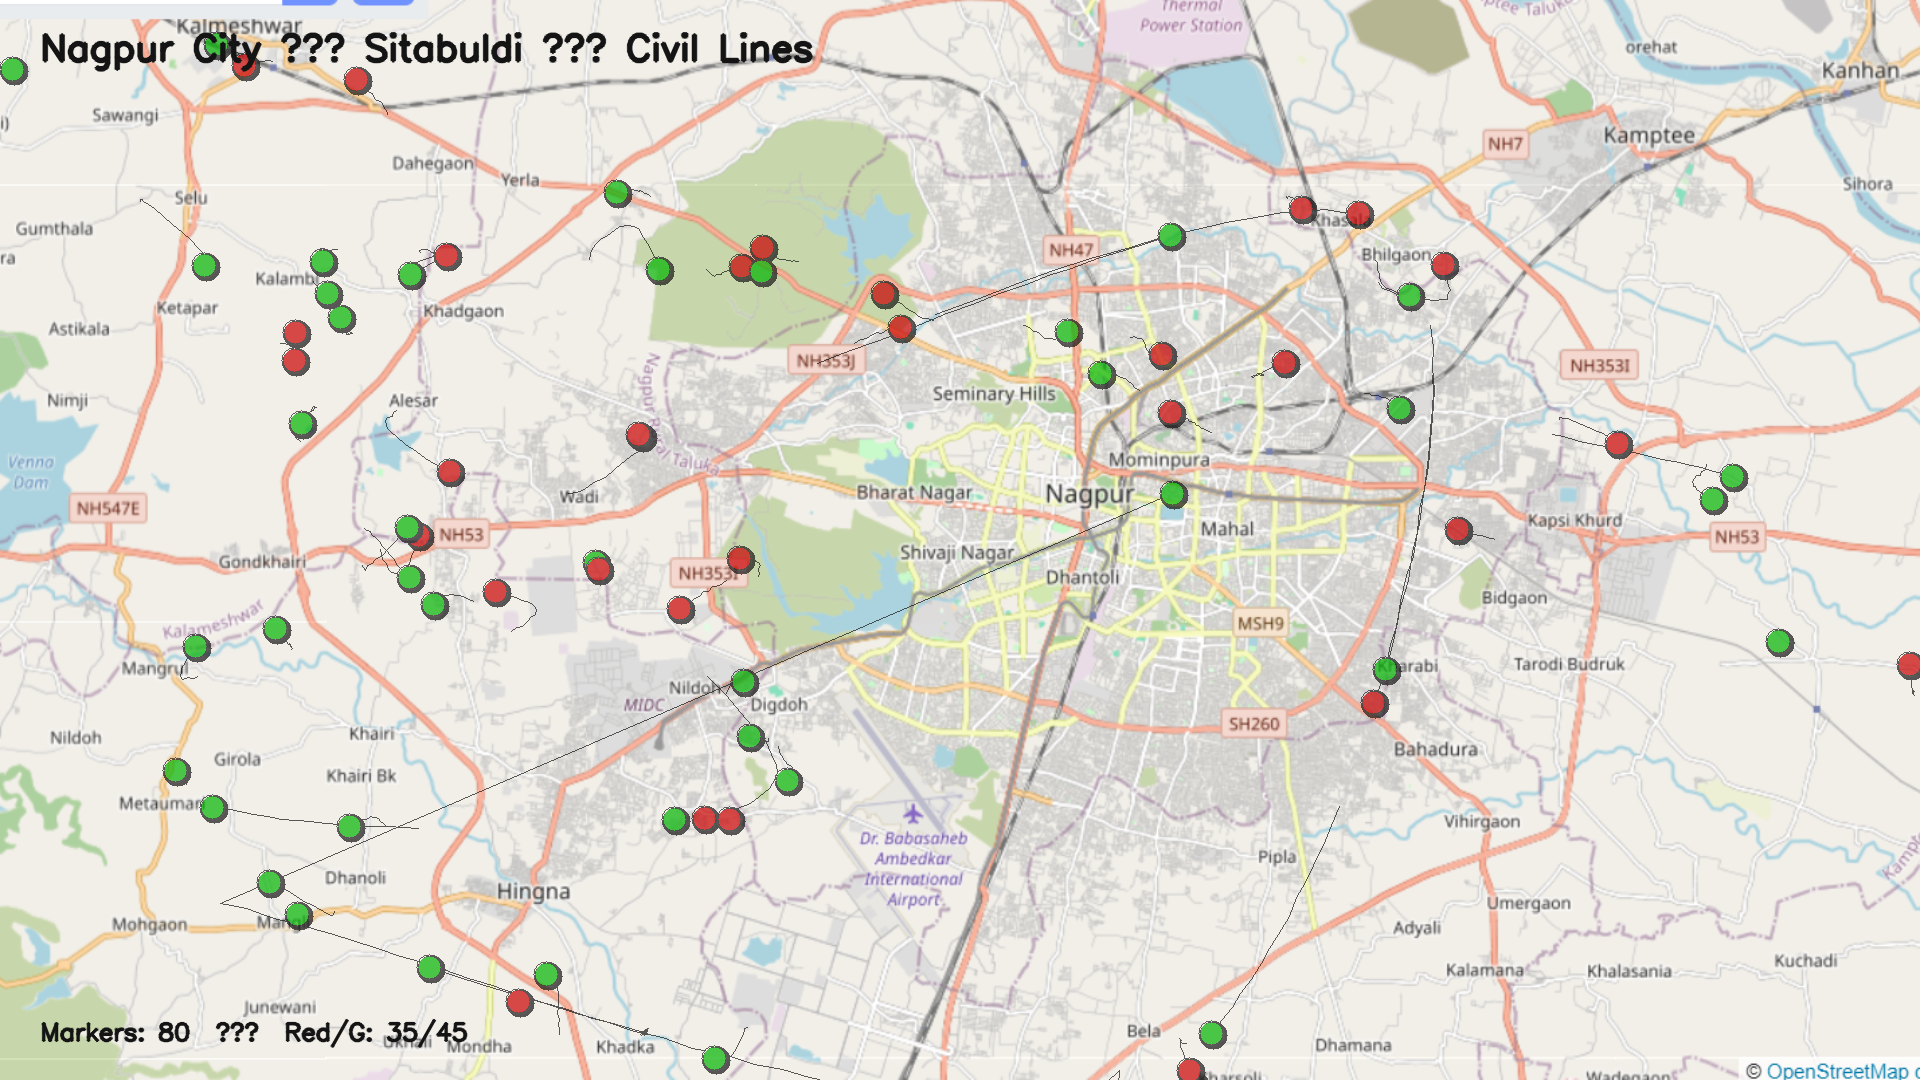 Kalmeshwar
Nagpur City ??? Sitabuldi ??? Civil Lines
Thermal
Power Station
orehat
Kanhan
Sawangi
i)
Dahegaon
NH7
Kamptee
Yerla
Selu
Sihora
Gumthala
Khasala
ra
NH47
Bhilgaon
Kalambi
Ketapar
Khadgaon
Astikala
NH353J
NH353I
Nagpur
Taluka
Seminary Hills
Nimji
Alesar
Mominpura
Venna
Dam
Wadi
Bharat Nagar
Nagpur
NH547E
Kapsi Khurd
Mahal
NH53
NH53
Gondkhairi
Shivaji Nagar
Dhantoli
Bidgaon
Kalameshwar
MSH9
Mangrul
Kharabi
Tarodi Budruk
Nildoh
MIDC
Digdoh
SH260
Nildoh
Khairi
Bahadura
Girola
Khairi Bk
Metaumari
Vihirgaon
Dr. Babasaheb
Ambedkar
International
Airport
Pipla
Dhanoli
Hingna
Umergaon
Mohgaon
Adyali
Kuchadi
Kalamana
Khalasania
Junewani
Markers: 80 ??? Red/G: 35/45
Mondha
Khadka
Bela
Dhamana
Wadegaon
© OpenStreetMap c